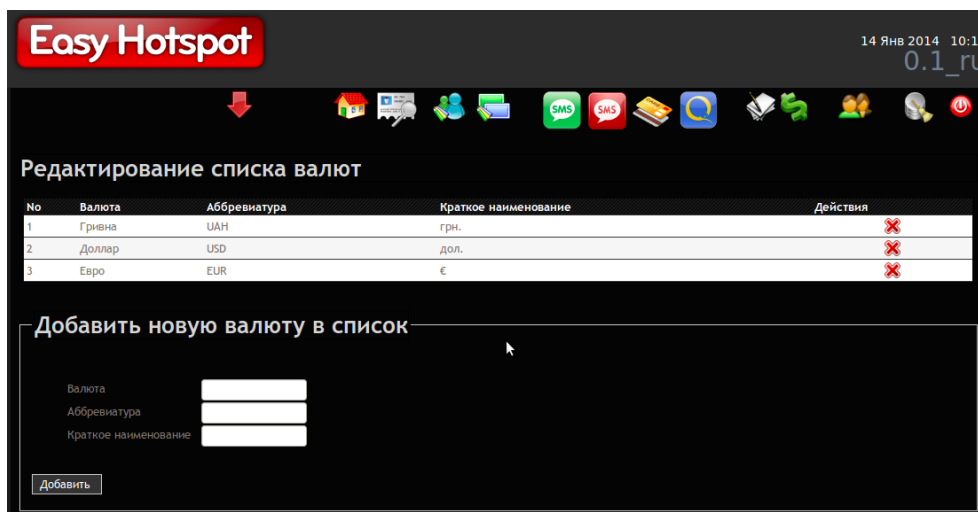 Easy Hotspot
14 Янв 2014 10:1
0.1_ru
SMS SMS
Редактирование списка валют
No Валюта Аббревиатура Краткое наименование Действия
1 Гривна UAH грн.
2 Доллар USD дол.
3 Евро EUR €
Добавить новую валюту в список
Валюта
Аббревиатура
Краткое наименование
Добавить